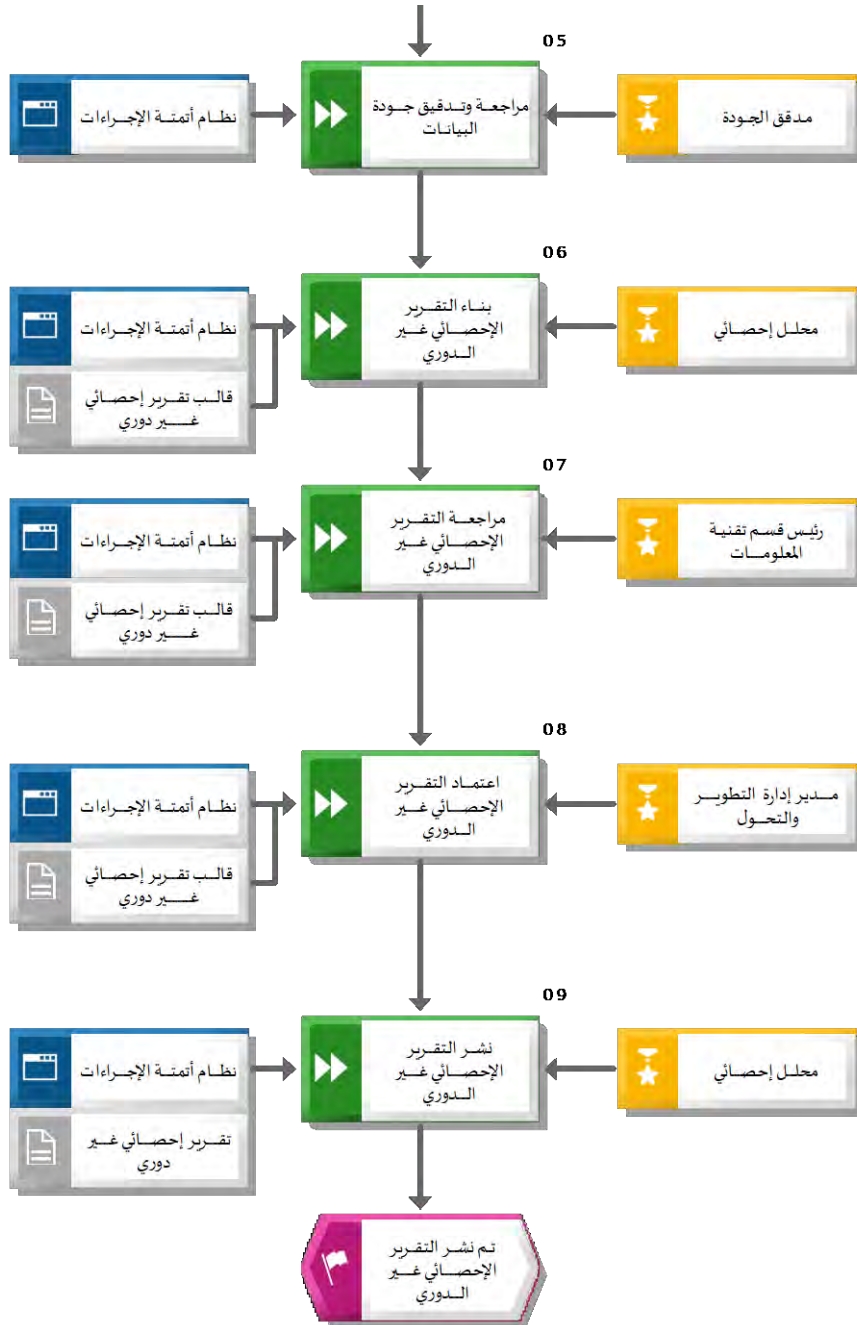 05
مدقق الجودة
مراجعة وتدقيق جودة
البيانات
نظام أتمتة الإجراءات
06
محلل إحصائي
بناء التقرير
الإحصائي غير
الدوري
نظام أتمتة الإجراءات
قالب تقرير إحصائي
غير دوري
07
رئيس قسم تقنية
المعلومات
مراجعة التقرير
الإحصائي غير
الدوري
نظام أتمتة الإجراءات
قالب تقرير إحصائي
غير دوري
08
مدير إدارة التطوير
والتحول
اعتماد التقرير
الإحصائي غير
الدوري
نظام أتمتة الإجراءات
قالب تقرير إحصائي
غير دوري
09
محلل إحصائي
نشر التقرير
الإحصائي غير
الدوري
نظام أتمتة الإجراءات
تقرير إحصائي غير
دوري
تم نشر التقرير
الإحصائي غير
الدوري